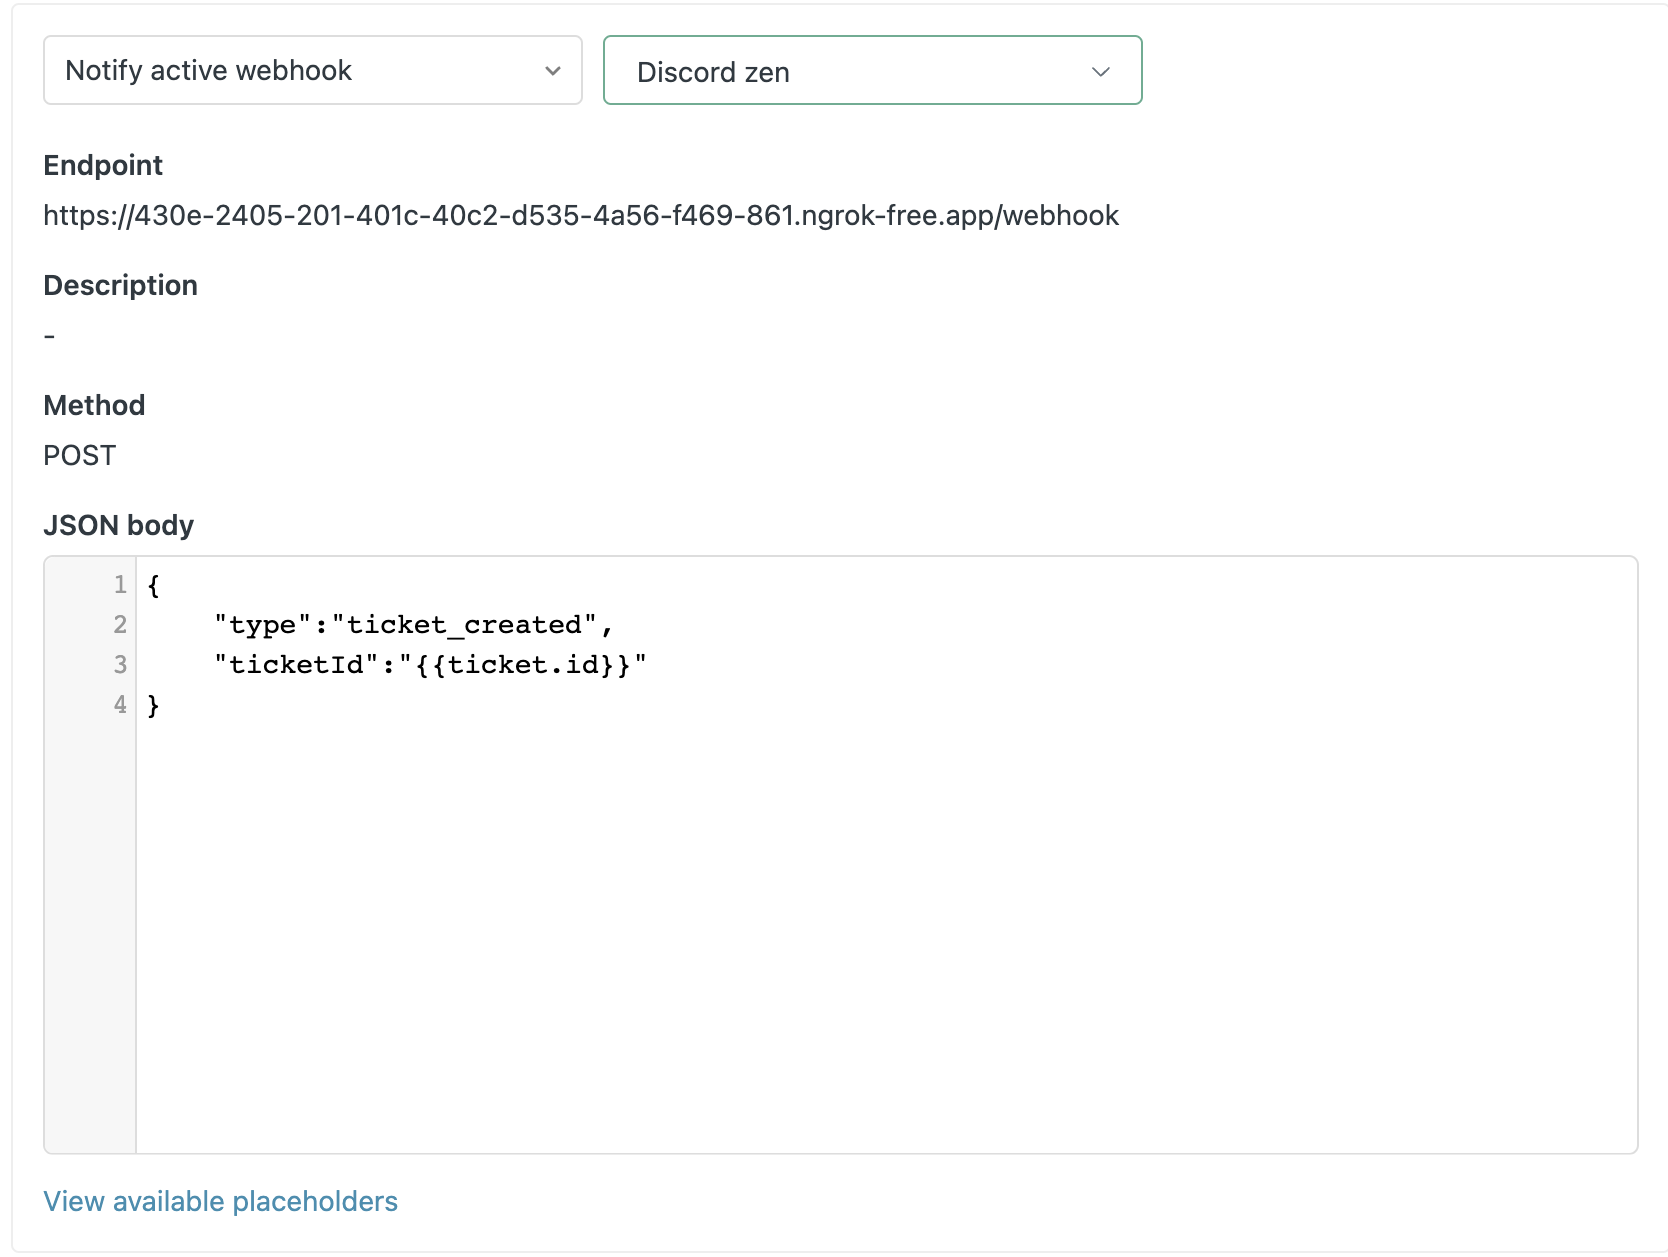 Notify active webhook
Discord zen
Endpoint
https://430e-2405-201-401c-40c2-d535-4a56-f469-861.ngrok-free.app/webhook
Description
-
Method
POST
JSON body
1 {
2     "type":"ticket_created",
3     "ticketId":"{{ticket.id}}"
4 }
View available placeholders